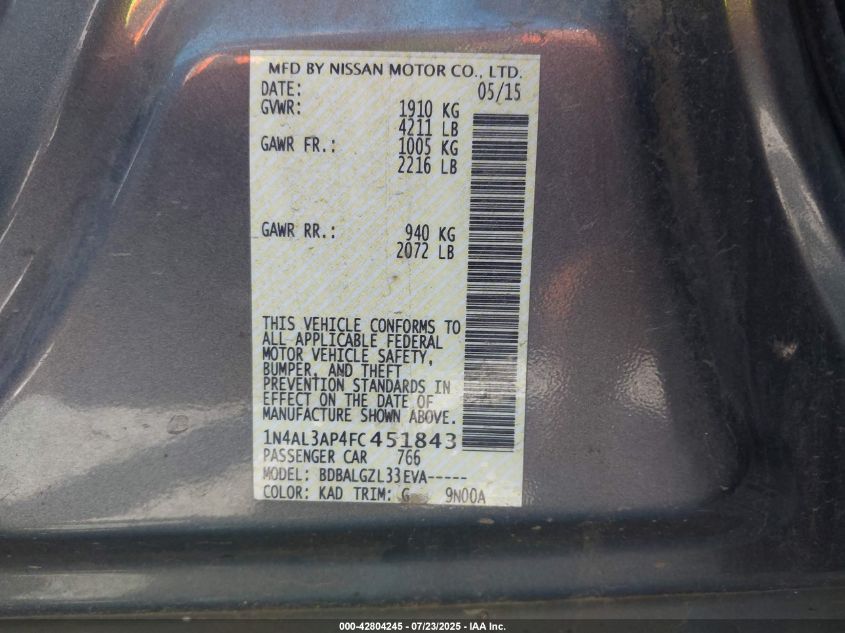 MFD BY NISSAN MOTOR CO., LTD.
DATE: 05/15
GVWR: 1910 KG
4211 LB
GAWR FR.: 1005 KG
2216 LB
GAWR RR.: 940 KG
2072 LB
THIS VEHICLE CONFORMS TO
ALL APPLICABLE FEDERAL
MOTOR VEHICLE SAFETY,
BUMPER, AND THEFT
PREVENTION STANDARDS IN
EFFECT ON THE DATE OF
MANUFACTURE SHOWN ABOVE.
1N4AL3AP4FC451843
PASSENGER CAR 766
MODEL: BDBALGZL33EVA-----
COLOR: KAD TRIM: G 9N00A
000-42804245 - 07/23/2025 - IAA Inc.